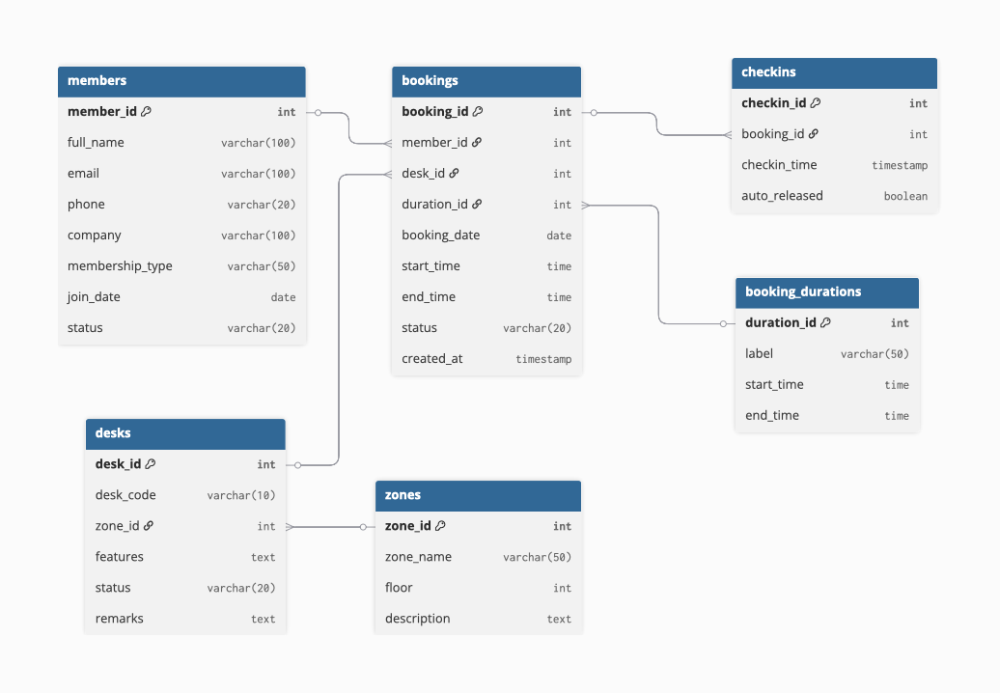 members
member_id int
full_name varchar(100)
email varchar(100)
phone varchar(20)
company varchar(100)
membership_type varchar(50)
join_date date
status varchar(20)
bookings
booking_id int
member_id int
desk_id int
duration_id int
booking_date date
start_time time
end_time time
status varchar(20)
created_at timestamp
checkins
checkin_id int
booking_id int
checkin_time timestamp
auto_released boolean
booking_durations
duration_id int
label varchar(50)
start_time time
end_time time
desks
desk_id int
desk_code varchar(10)
zone_id int
features text
status varchar(20)
remarks text
zones
zone_id int
zone_name varchar(50)
floor int
description text